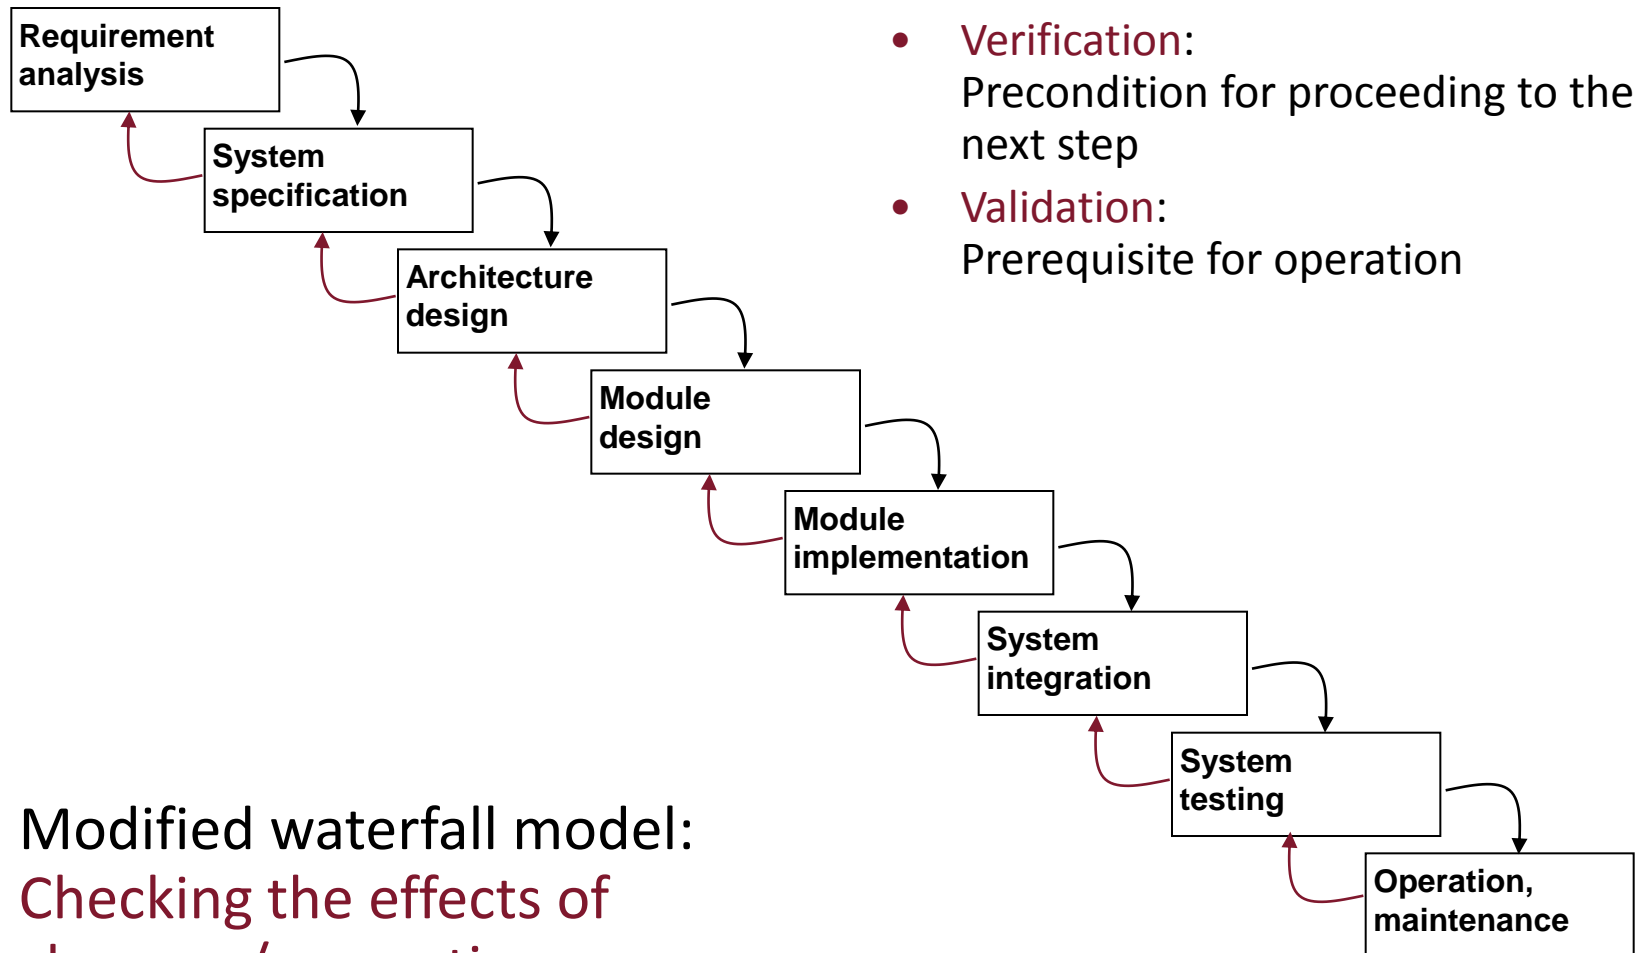 Requirement
analysis
• Verification:
Precondition for proceeding to the
next step
• Validation:
Prerequisite for operation
System
specification
Architecture
design
Module
design
Module
implementation
System
integration
System
testing
Operation,
maintenance
Modified waterfall model:
Checking the effects of